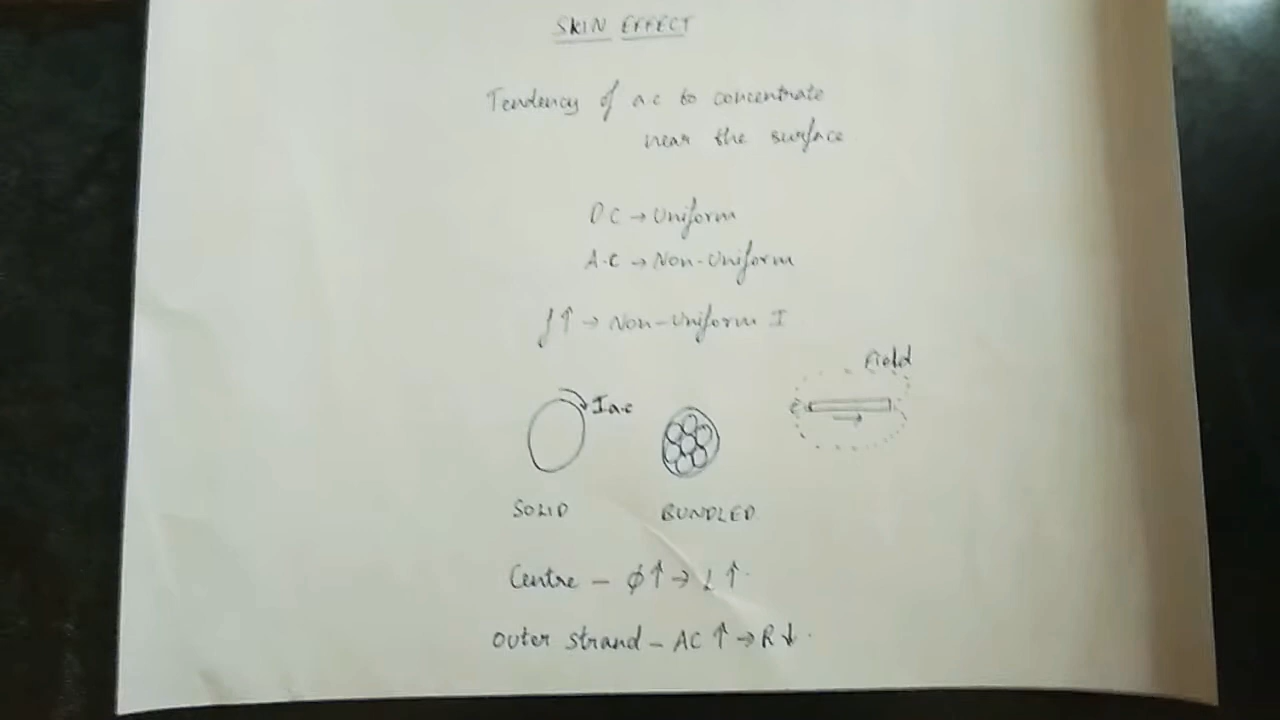 SKIN EFFECT
Tendency of a c to concentrate
near the surface
DC → Uniform
A.C → Non-Uniform
f↑ → Non-Uniform I
Field
Ia.c
SOLID
BUNDLED
Centre – ϕ↑ → L↑.
Outer strand – AC↑ → R↓.